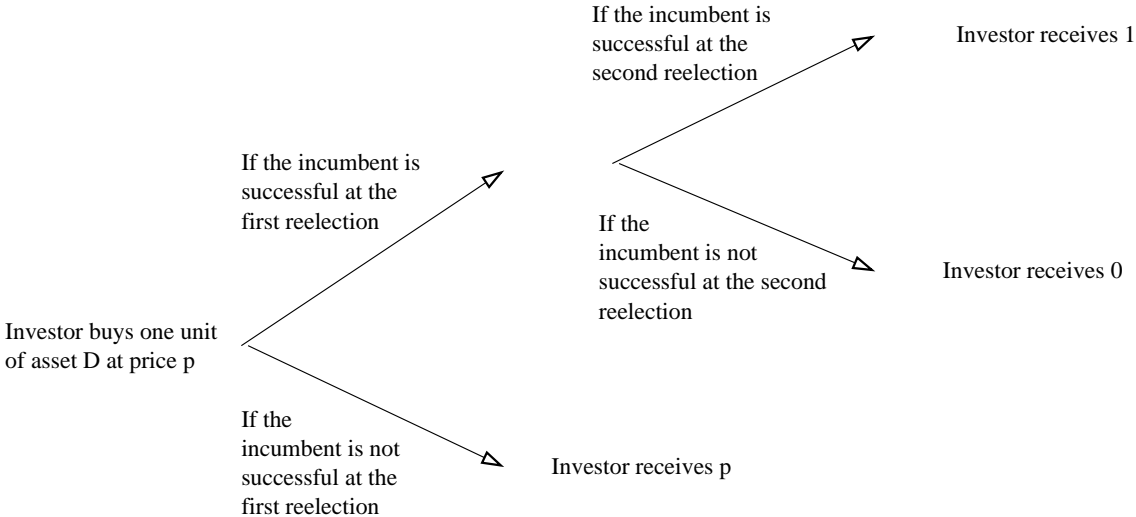 If the incumbent is
successful at the
second reelection
Investor receives 1
If the incumbent is
successful at the
first reelection
If the
incumbent is not
successful at the second
reelection
Investor receives 0
Investor buys one unit
of asset D at price p
If the
incumbent is not
successful at the
first reelection
Investor receives p